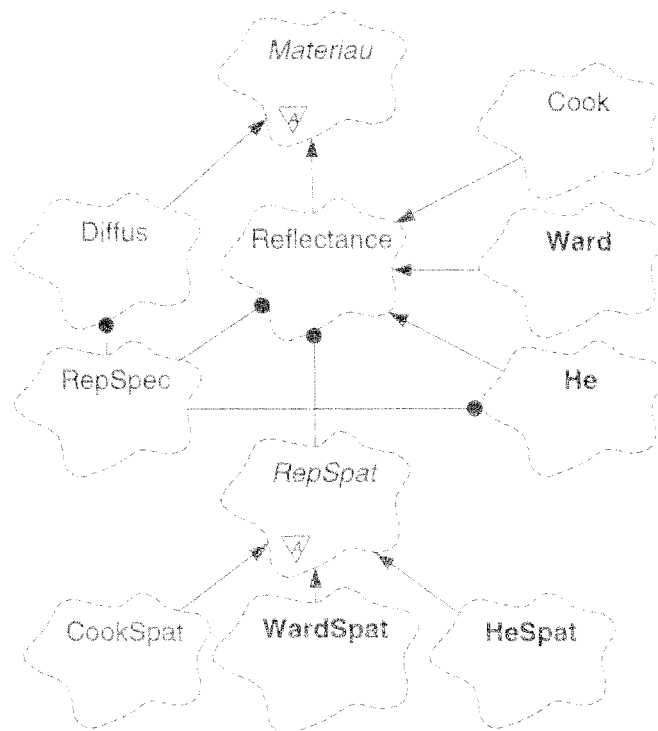 Materiau
A
Cook
Diffus
Reflectance
Ward
RepSpec
He
RepSpat
A
CookSpat
WardSpat
HeSpat